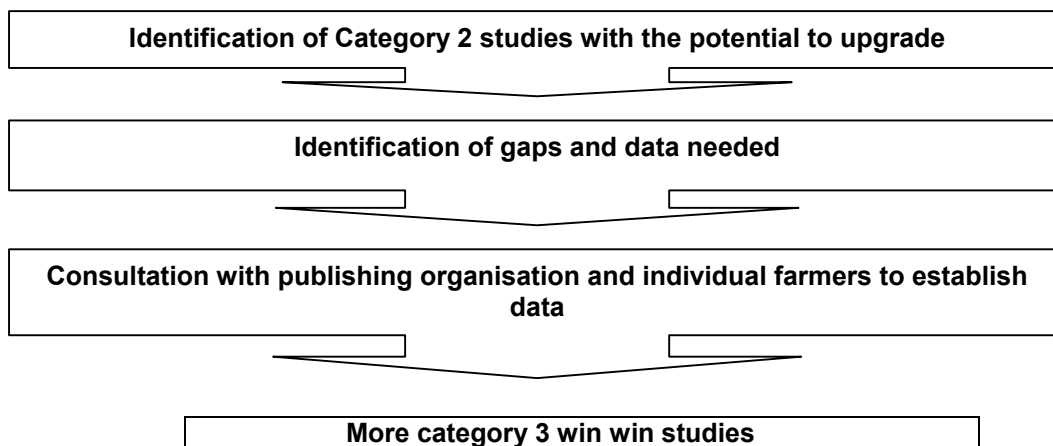 Identification of Category 2 studies with the potential to upgrade
Identification of gaps and data needed
Consultation with publishing organisation and individual farmers to establish
data
More category 3 win win studies